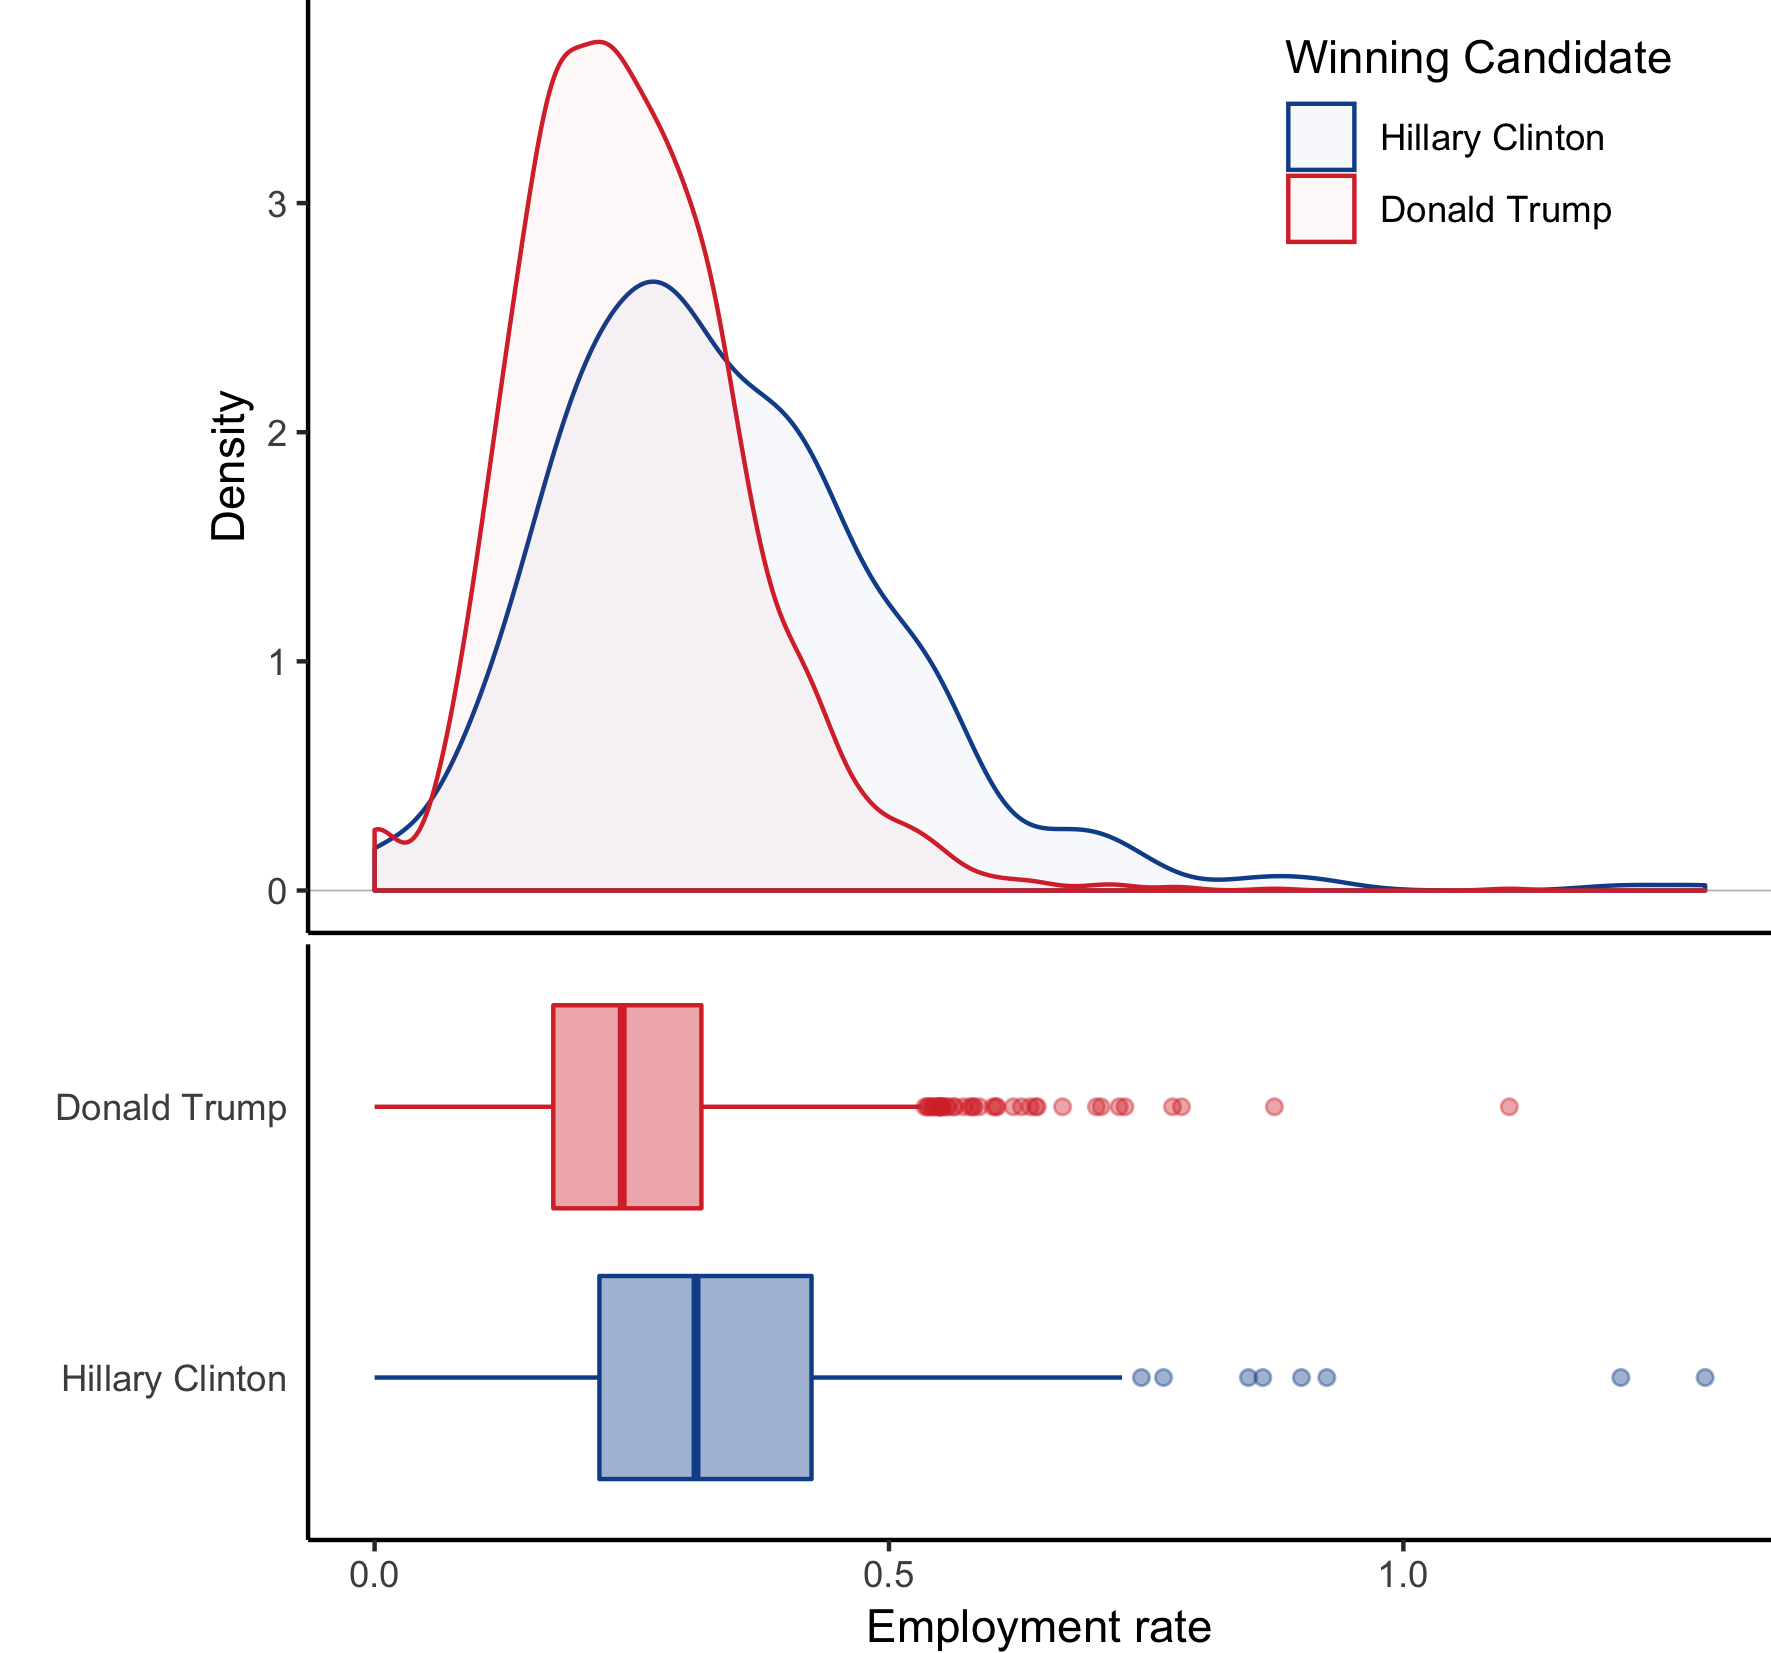 Winning Candidate
Hillary Clinton
Donald Trump
Density
3
2
1
0
Donald Trump
Hillary Clinton
0.0 0.5 1.0
Employment rate